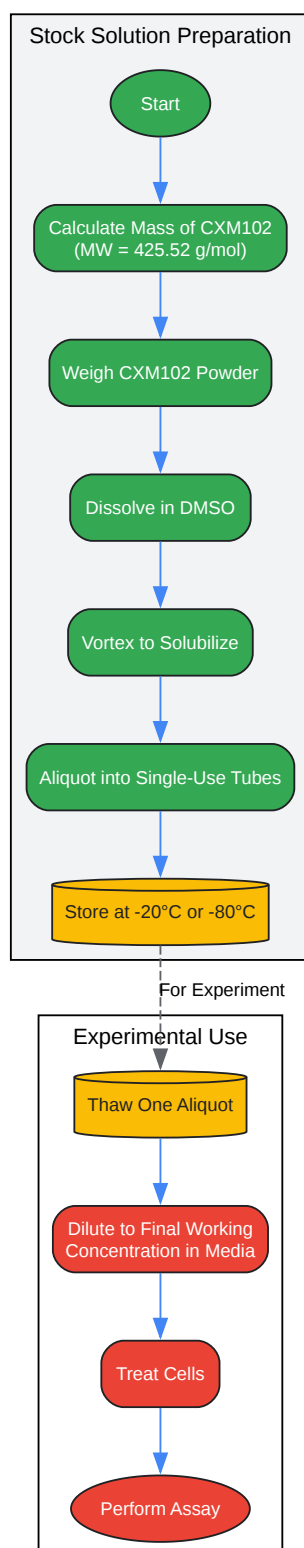 Stock Solution Preparation
Start
Calculate Mass of CXM102
(MW = 425.52 g/mol)
Weigh CXM102 Powder
Dissolve in DMSO
Vortex to Solubilize
Aliquot into Single-Use Tubes
Store at -20°C or -80°C
For Experiment
Experimental Use
Thaw One Aliquot
Dilute to Final Working
Concentration in Media
Treat Cells
Perform Assay